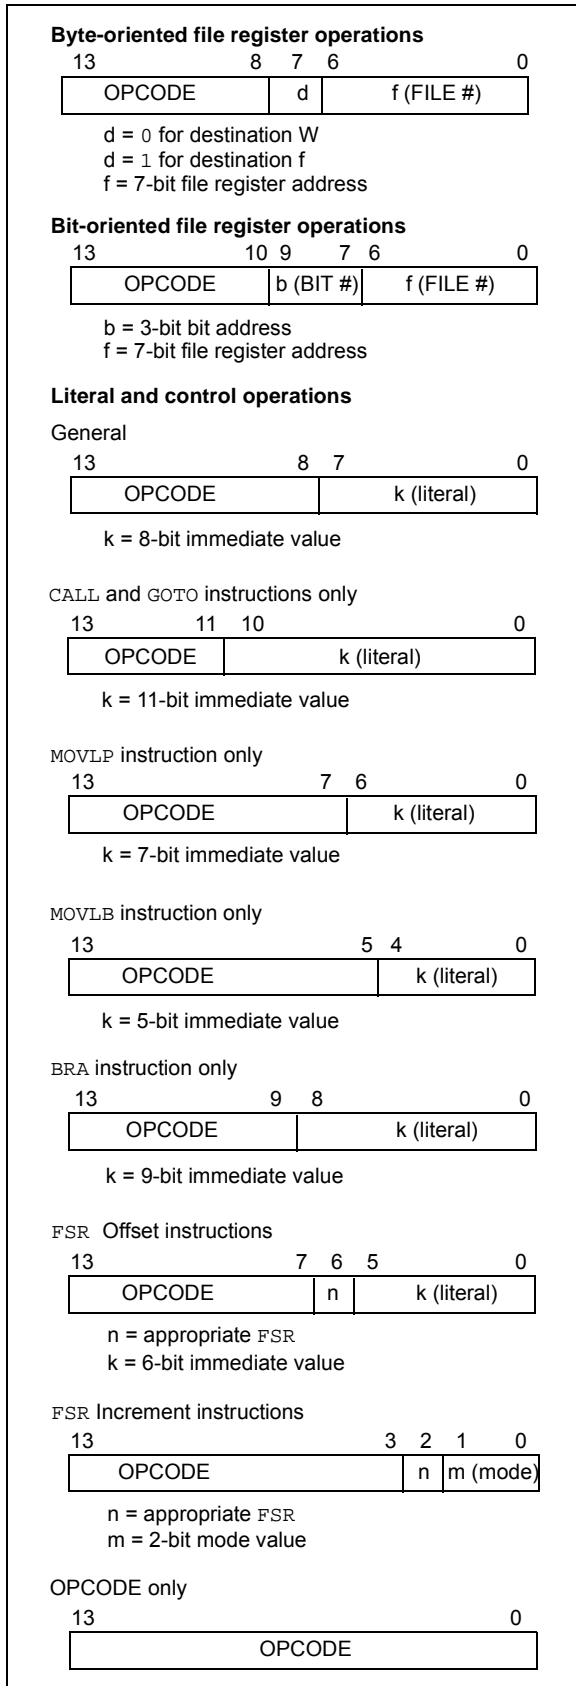 Byte-oriented file register operations
13 8 7 6 0
OPCODE d f (FILE #)
d = 0 for destination W
d = 1 for destination f
f = 7-bit file register address
Bit-oriented file register operations
13 10 9 7 6 0
OPCODE b (BIT #) f (FILE #)
b = 3-bit bit address
f = 7-bit file register address
Literal and control operations
General
13 8 7 0
OPCODE k (literal)
k = 8-bit immediate value
CALL and GOTO instructions only
13 11 10 0
OPCODE k (literal)
k = 11-bit immediate value
MOVLP instruction only
13 7 6 0
OPCODE k (literal)
k = 7-bit immediate value
MOVLB instruction only
13 5 4 0
OPCODE k (literal)
k = 5-bit immediate value
BRA instruction only
13 9 8 0
OPCODE k (literal)
k = 9-bit immediate value
FSR Offset instructions
13 7 6 5 0
OPCODE n k (literal)
n = appropriate FSR
k = 6-bit immediate value
FSR Increment instructions
13 3 2 1 0
OPCODE n m (mode)
n = appropriate FSR
m = 2-bit mode value
OPCODE only
13 0
OPCODE